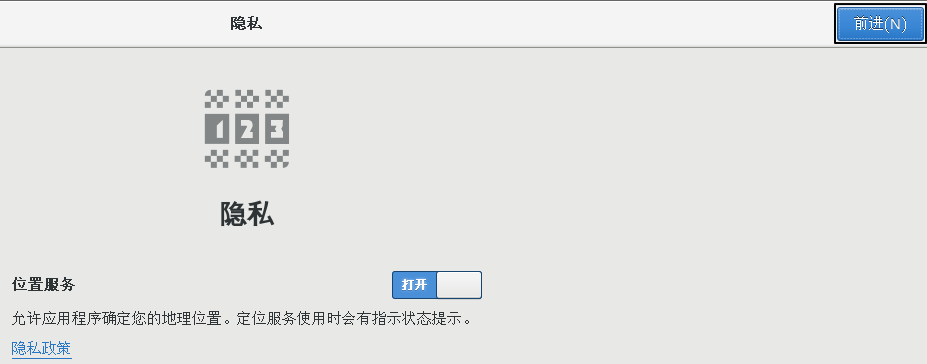 隐私
前进(N)
1 2 3
隐私
位置服务
打开
允许应用程序确定您的地理位置。定位服务使用时会有指示状态提示。
隐私政策